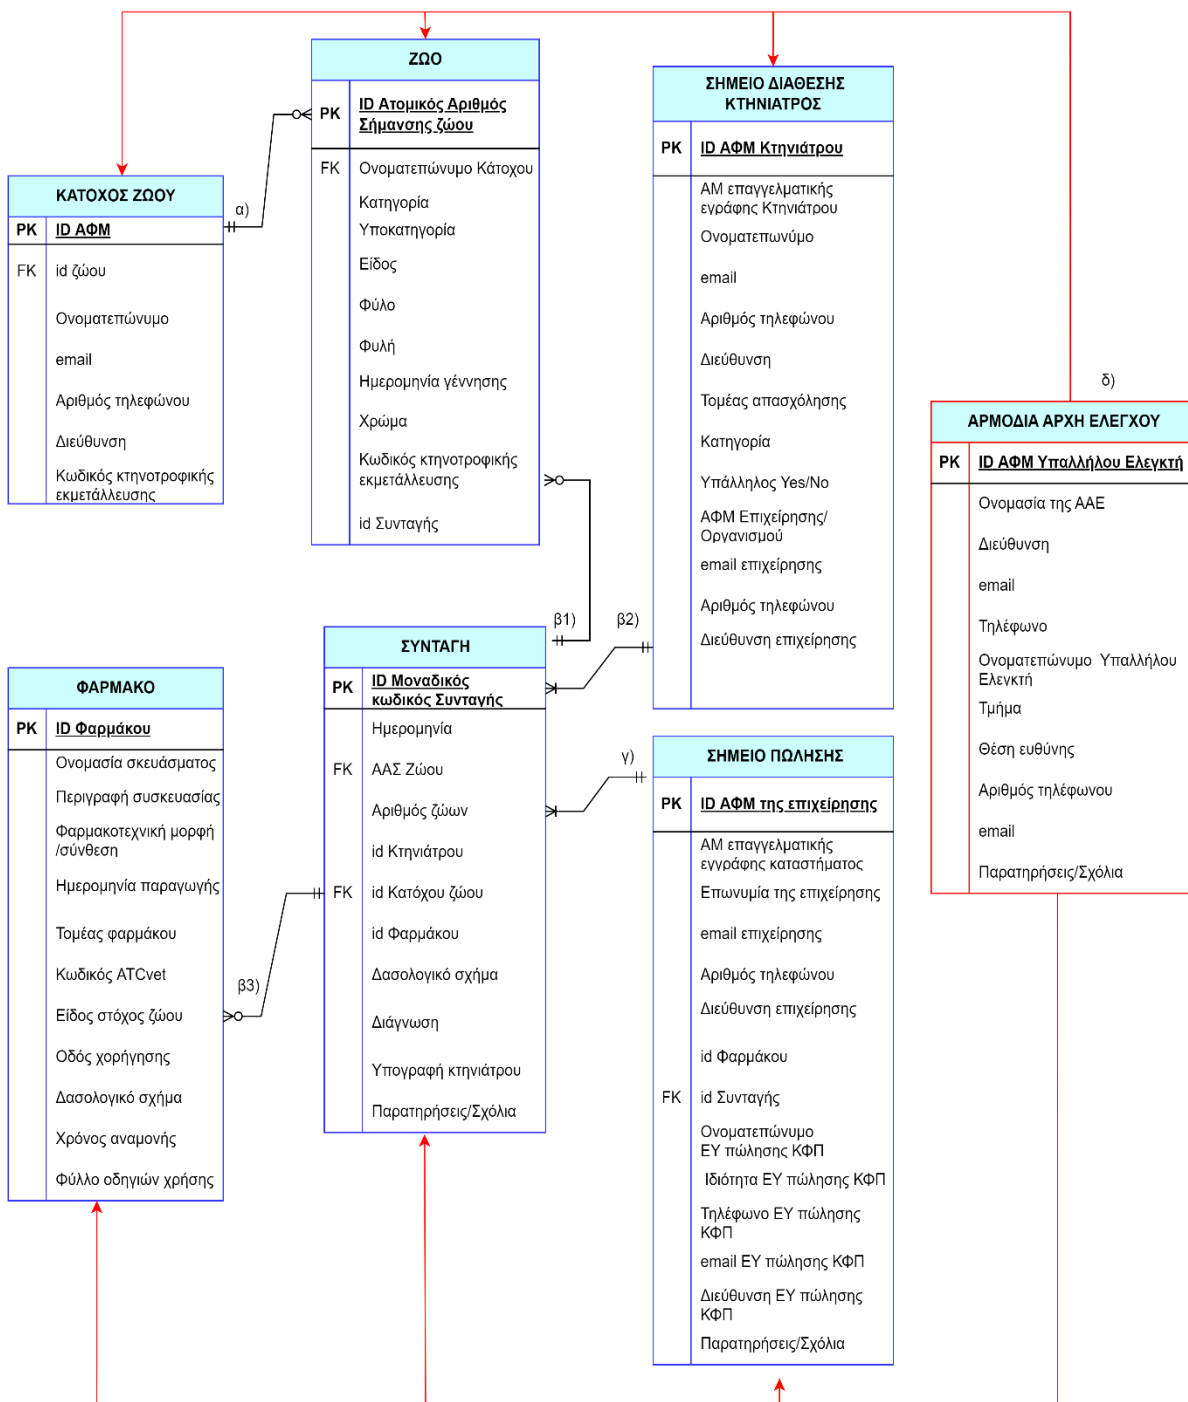 ΖΩΟ
PK
ID Ατομικός Αριθμός
Σήμανσης ζώου
FK
Ονοματεπώνυμο Κάτοχου
Κατηγορία
Υποκατηγορία
Είδος
Φύλο
Φυλή
Ημερομηνία γέννησης
Χρώμα
Κωδικός κτηνοτροφικής
εκμετάλλευσης
id Συνταγής
ΣΗΜΕΙΟ ΔΙΑΘΕΣΗΣ
ΚΤΗΝΙΑΤΡΟΣ
PK
ID ΑΦΜ Κτηνιάτρου
ΑΜ επαγγελματικής
εγράφης Κτηνιάτρου
Ονοματεπωνύμο
email
Αριθμός τηλεφώνου
Διεύθυνση
Τομέας απασχόλησης
Κατηγορία
Υπάλληλος Yes/No
ΑΦΜ Επιχείρησης/
Οργανισμού
email επιχείρησης
Αριθμός τηλεφώνου
Διεύθυνση επιχείρησης
ΚΑΤΟΧΟΣ ΖΩΟΥ
PK
ID ΑΦΜ
FK
id ζώου
Ονοματεπώνυμο
email
Αριθμός τηλεφώνου
Διεύθυνση
Κωδικός κτηνοτροφικής
εκμετάλλευσης
α)
δ)
ΑΡΜΟΔΙΑ ΑΡΧΗ ΕΛΕΓΧΟΥ
PK
ID ΑΦΜ Υπαλλήλου Ελεγκτή
Ονομασία της ΑΑΕ
Διεύθυνση
email
Τηλέφωνο
Ονοματεπώνυμο Υπαλλήλου
Ελεγκτή
Τμήμα
Θέση ευθύνης
Αριθμός τηλέφωνου
email
Παρατηρήσεις/Σχόλια
β1)
β2)
ΣΥΝΤΑΓΗ
PK
ID Μοναδικός
κωδικός Συνταγής
Ημερομηνία
FK
ΑΑΣ Ζώου
Αριθμός ζώων
id Κτηνιάτρου
FK
id Κατόχου ζώου
id Φαρμάκου
Δασολογικό σχήμα
Διάγνωση
Υπογραφή κτηνιάτρου
Παρατηρήσεις/Σχόλια
ΦΑΡΜΑΚΟ
PK
ID Φαρμάκου
Ονομασία σκευάσματος
Περιγραφή συσκευασίας
Φαρμακοτεχνική μορφή
/σύνθεση
Ημερομηνία παραγωγής
Τομέας φαρμάκου
Κωδικός ATCvet
Είδος στόχος ζώου
Οδός χορήγησης
Δασολογικό σχήμα
Χρόνος αναμονής
Φύλλο οδηγιών χρήσης
β3)
γ)
ΣΗΜΕΙΟ ΠΩΛΗΣΗΣ
PK
ID ΑΦΜ της επιχείρησης
ΑΜ επαγγελματικής
εγγράφης καταστήματος
Επωνυμία της επιχείρησης
email επιχείρησης
Αριθμός τηλεφώνου
Διεύθυνση επιχείρησης
id Φαρμάκου
FK
id Συνταγής
Ονοματεπώνυμο
ΕΥ πώλησης ΚΦΠ
Ιδιότητα ΕΥ πώλησης ΚΦΠ
Τηλέφωνο ΕΥ πώλησης
ΚΦΠ
email ΕΥ πώλησης ΚΦΠ
Διεύθυνση ΕΥ πώλησης
ΚΦΠ
Παρατηρήσεις/Σχόλια